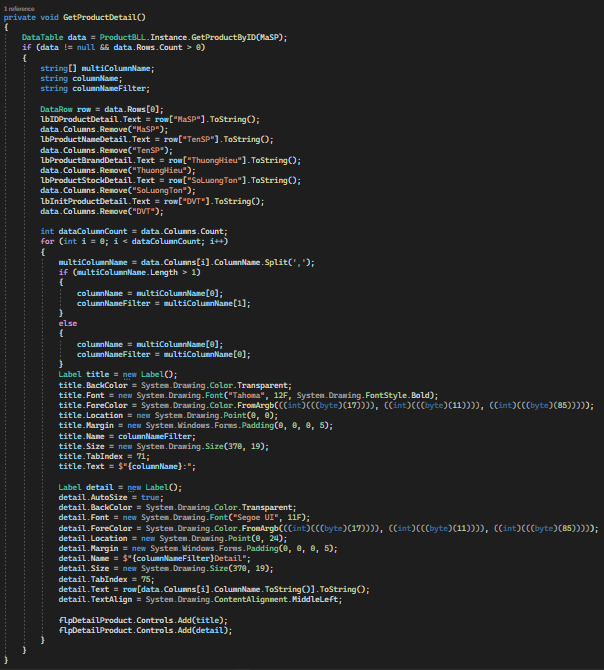 1 reference
private void GetProductDetail()
{
DataTable data = ProductBLL.Instance.GetProductByID(MaSP);
if (data != null && data.Rows.Count > 0)
{
string[] multiColumnName;
string columnName;
string columnNameFilter;
DataRow row = data.Rows[0];
lbIDProductDetail.Text = row["MaSP"].ToString();
data.Columns.Remove("MaSP");
lbProductNameDetail.Text = row["TenSP"].ToString();
data.Columns.Remove("TenSP");
lbProductBrandDetail.Text = row["ThuongHieu"].ToString();
data.Columns.Remove("ThuongHieu");
lbProductStockDetail.Text = row["SoLuongTon"].ToString();
data.Columns.Remove("SoLuongTon");
lbInitProductDetail.Text = row["DVT"].ToString();
data.Columns.Remove("DVT");
int dataColumnCount = data.Columns.Count;
for (int i = 0; i < dataColumnCount; i++)
{
multiColumnName = data.Columns[i].ColumnName.Split(',');
if (multiColumnName.Length > 1)
{
columnName = multiColumnName[0];
columnNameFilter = multiColumnName[1];
}
else
{
columnName = multiColumnName[0];
columnNameFilter = multiColumnName[0];
}
Label title = new Label();
title.BackColor = System.Drawing.Color.Transparent;
title.Font = new System.Drawing.Font("Tahoma", 12F, System.Drawing.FontStyle.Bold);
title.ForeColor = System.Drawing.Color.FromArgb(((int)(((byte)(17)))), ((int)(((byte)(11)))), ((int)(((byte)(85)))));
title.Location = new System.Drawing.Point(0, 0);
title.Margin = new System.Windows.Forms.Padding(0, 0, 0, 5);
title.Name = columnNameFilter;
title.Size = new System.Drawing.Size(370, 19);
title.TabIndex = 71;
title.Text = $"{columnName}:";
Label detail = new Label();
detail.AutoSize = true;
detail.BackColor = System.Drawing.Color.Transparent;
detail.Font = new System.Drawing.Font("Segoe UI", 11F);
detail.ForeColor = System.Drawing.Color.FromArgb(((int)(((byte)(17)))), ((int)(((byte)(11)))), ((int)(((byte)(85)))));
detail.Location = new System.Drawing.Point(0, 24);
detail.Margin = new System.Windows.Forms.Padding(0, 0, 0, 5);
detail.Name = $"{columnNameFilter}Detail";
detail.Size = new System.Drawing.Size(370, 19);
detail.TabIndex = 75;
detail.Text = row[data.Columns[i].ColumnName.ToString()].ToString();
detail.TextAlign = System.Drawing.ContentAlignment.MiddleLeft;
flpDetailProduct.Controls.Add(title);
flpDetailProduct.Controls.Add(detail);
}
}
}